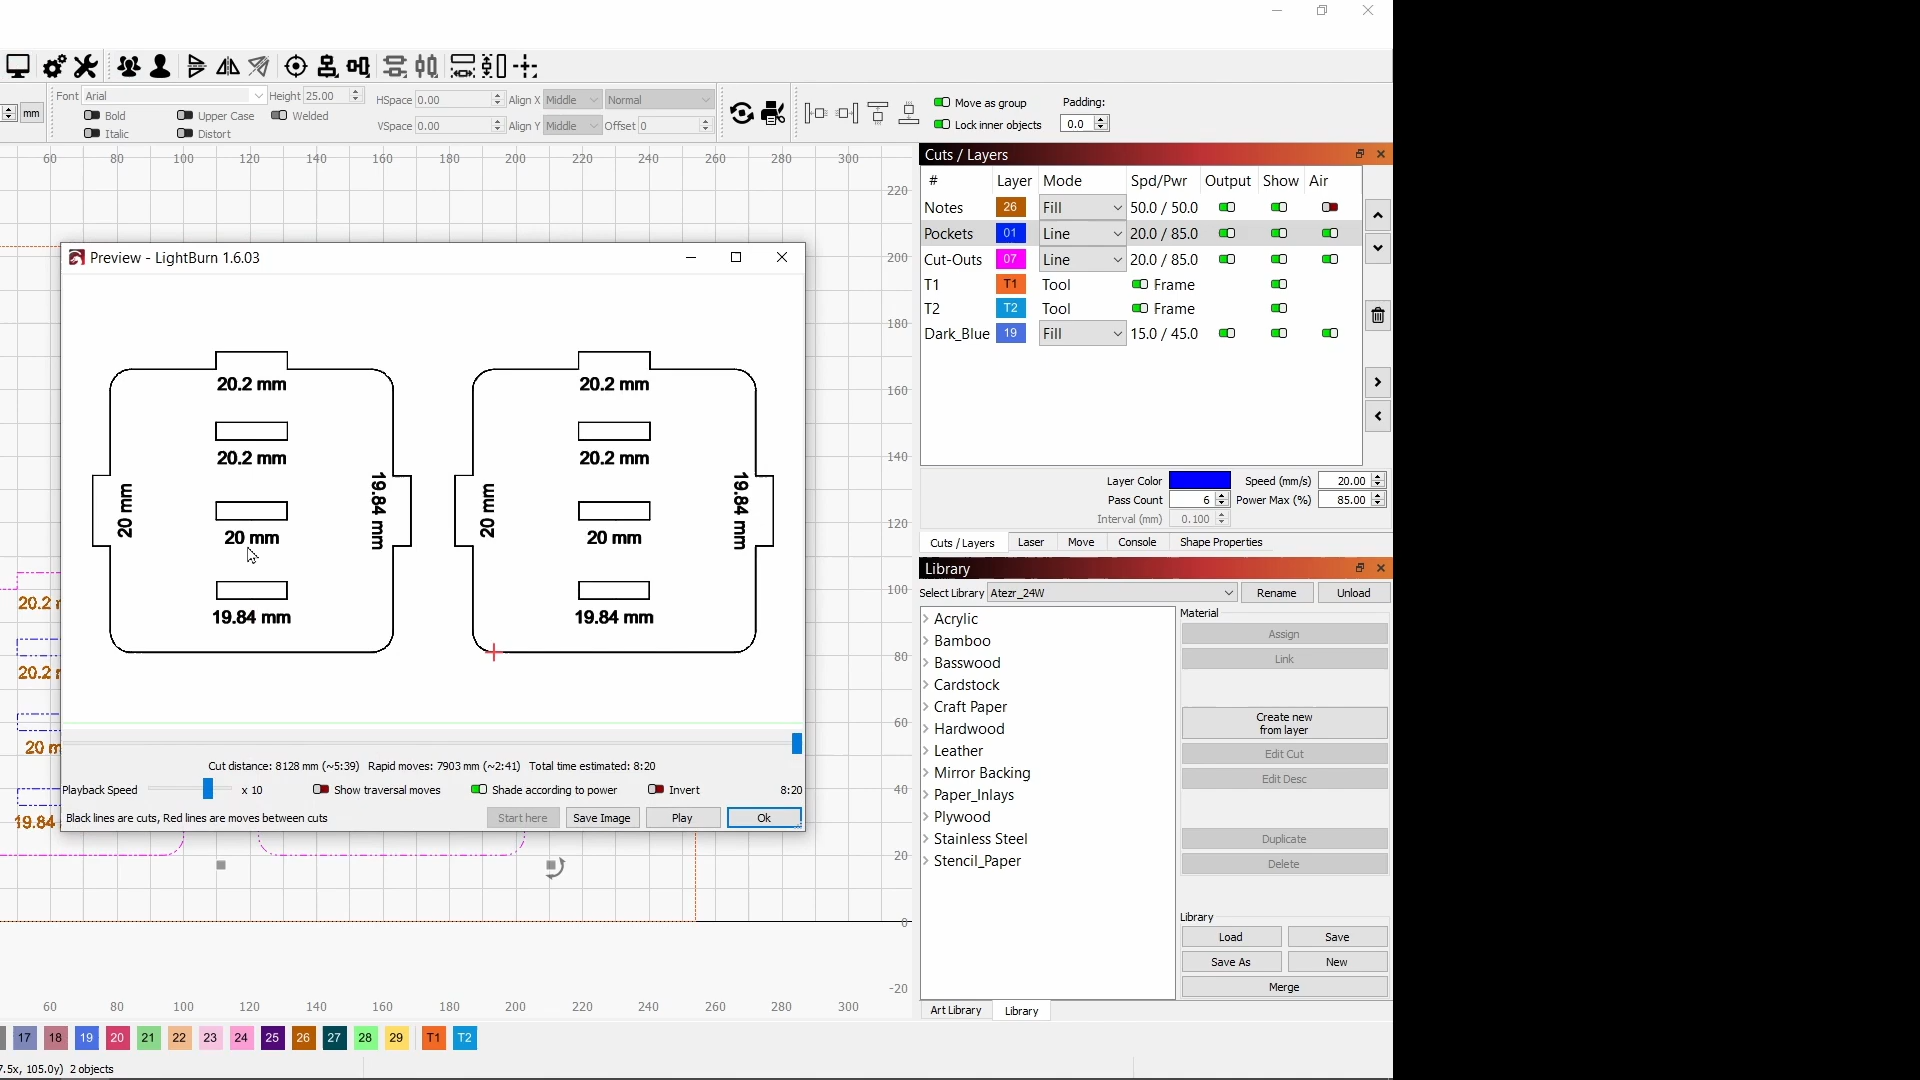 Font Arial Height 25.00 HSpace 0.00 Align X Middle Normal
mm Bold Upper Case Welded
Italic Distort VSpace 0.00 Align Y Middle Offset 0
Move as group Padding:
Lock inner objects 0.0
60 80 100 120 140 160 180 200 220 240 260 280 300
220
200
180
160
140
120
100
80
60
40
20
0
-20
Preview - LightBurn 1.6.03
20.2 mm 20.2 mm
20.2 mm 20.2 mm
20 mm 19.84 mm 20 mm 19.84 mm
20 mm 20 mm
19.84 mm 19.84 mm
Cut distance: 8128 mm (~5:39) Rapid moves: 7903 mm (~2:41) Total time estimated: 8:20
Playback Speed x 10 Show traversal moves Shade according to power Invert 8:20
Black lines are cuts, Red lines are moves between cuts Start here Save Image Play Ok
20.2
20.2
20 m
19.84
60 80 100 120 140 160 180 200 220 240 260 280 300
17 18 19 20 21 22 23 24 25 26 27 28 29 T1 T2
7.5x, 105.0y) 2 objects
Cuts / Layers
# Layer Mode Spd/Pwr Output Show Air
Notes 26 Fill 50.0 / 50.0
Pockets 01 Line 20.0 / 85.0
Cut-Outs 07 Line 20.0 / 85.0
T1 T1 Tool Frame
T2 T2 Tool Frame
Dark_Blue 19 Fill 15.0 / 45.0
Layer Color Speed (mm/s) 20.00
Pass Count 6 Power Max (%) 85.00
Interval (mm) 0.100
Cuts / Layers Laser Move Console Shape Properties
Library
Select Library Atezr_24W Rename Unload
Acrylic
Bamboo
Basswood
Cardstock
Craft Paper
Hardwood
Leather
Mirror Backing
Paper_Inlays
Plywood
Stainless Steel
Stencil_Paper
Material
Assign
Link
Create new
from layer
Edit Cut
Edit Desc
Duplicate
Delete
Library
Load Save
Save As New
Merge
Art Library Library